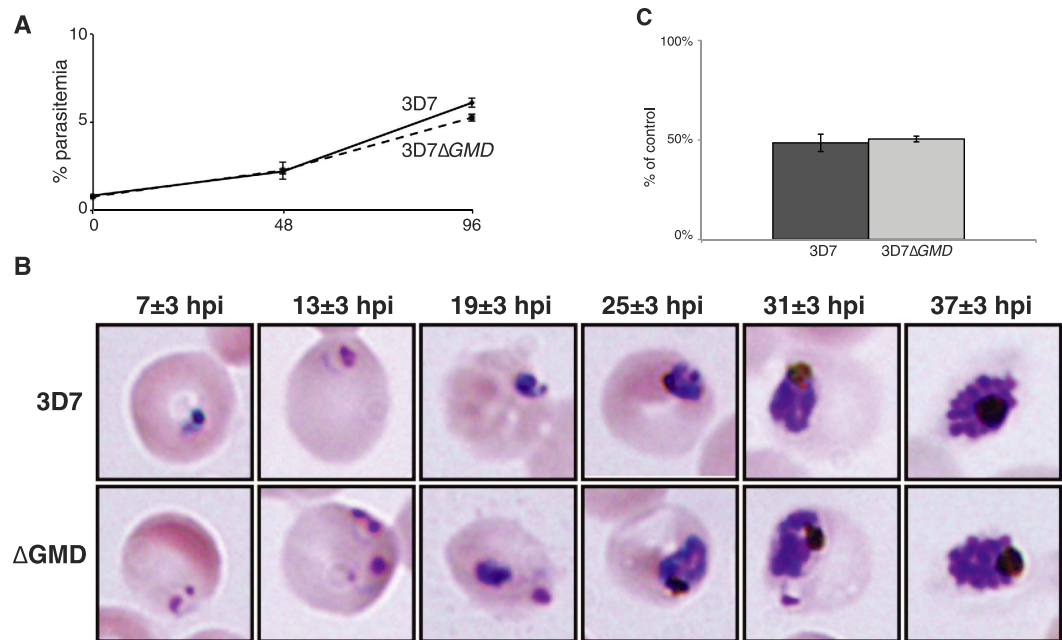 A
% parasitemia
10
5
0
0
48
96
3D7
3D7ΔGMD
C
% of control
100%
50%
0%
3D7
3D7ΔGMD
B
7±3 hpi
13±3 hpi
19±3 hpi
25±3 hpi
31±3 hpi
37±3 hpi
3D7
ΔGMD